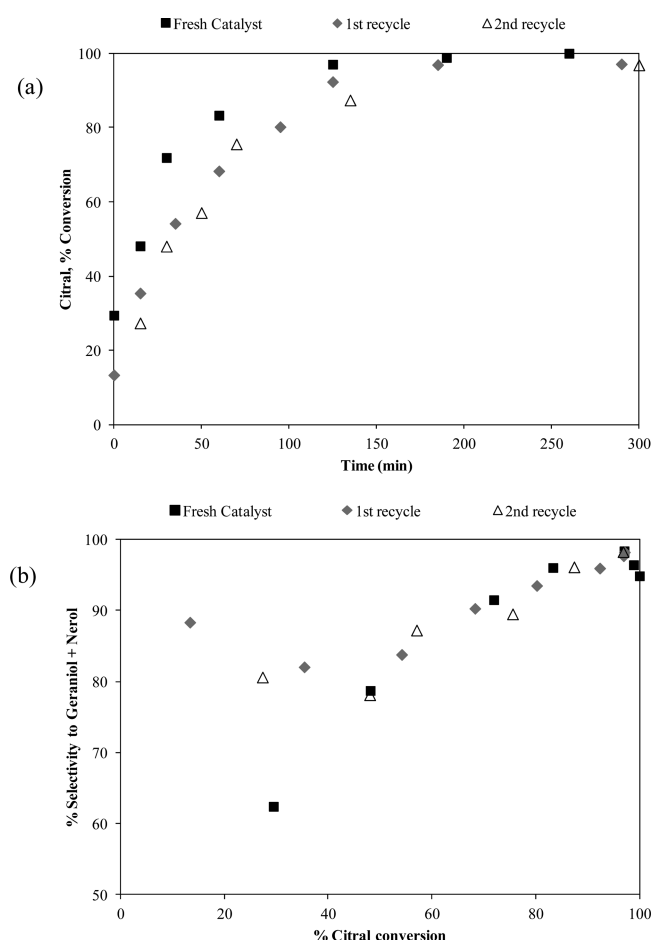 Fresh Catalyst 1st recycle 2nd recycle
(a)
100
80
60
40
20
0
Citral, % Conversion
0 50 100 150 200 250 300
Time (min)
Fresh Catalyst 1st recycle 2nd recycle
(b)
100
90
80
70
60
50
% Selectivity to Geraniol + Nerol
0 20 40 60 80 100
% Citral conversion